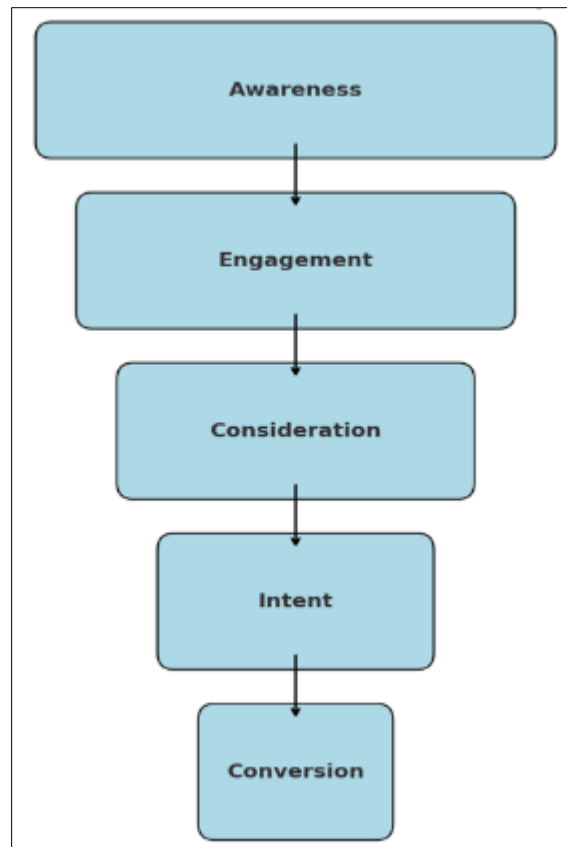 Awareness
Engagement
Consideration
Intent
Conversion